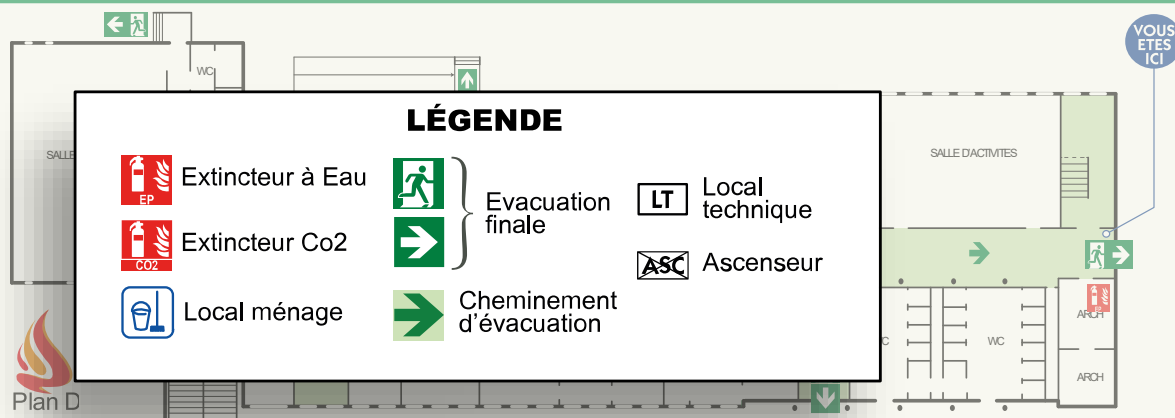 VOUS
ETES
ICI
WC
SALLE
SALLE D'ACTIVITES
LÉGENDE
Extincteur à Eau
EP
Extincteur Co2
CO2
Local ménage
Evacuation
finale
Cheminement
d'évacuation
LT
Local
technique
ASC
Ascenseur
EP
ARCH
WC
ARCH
Plan D